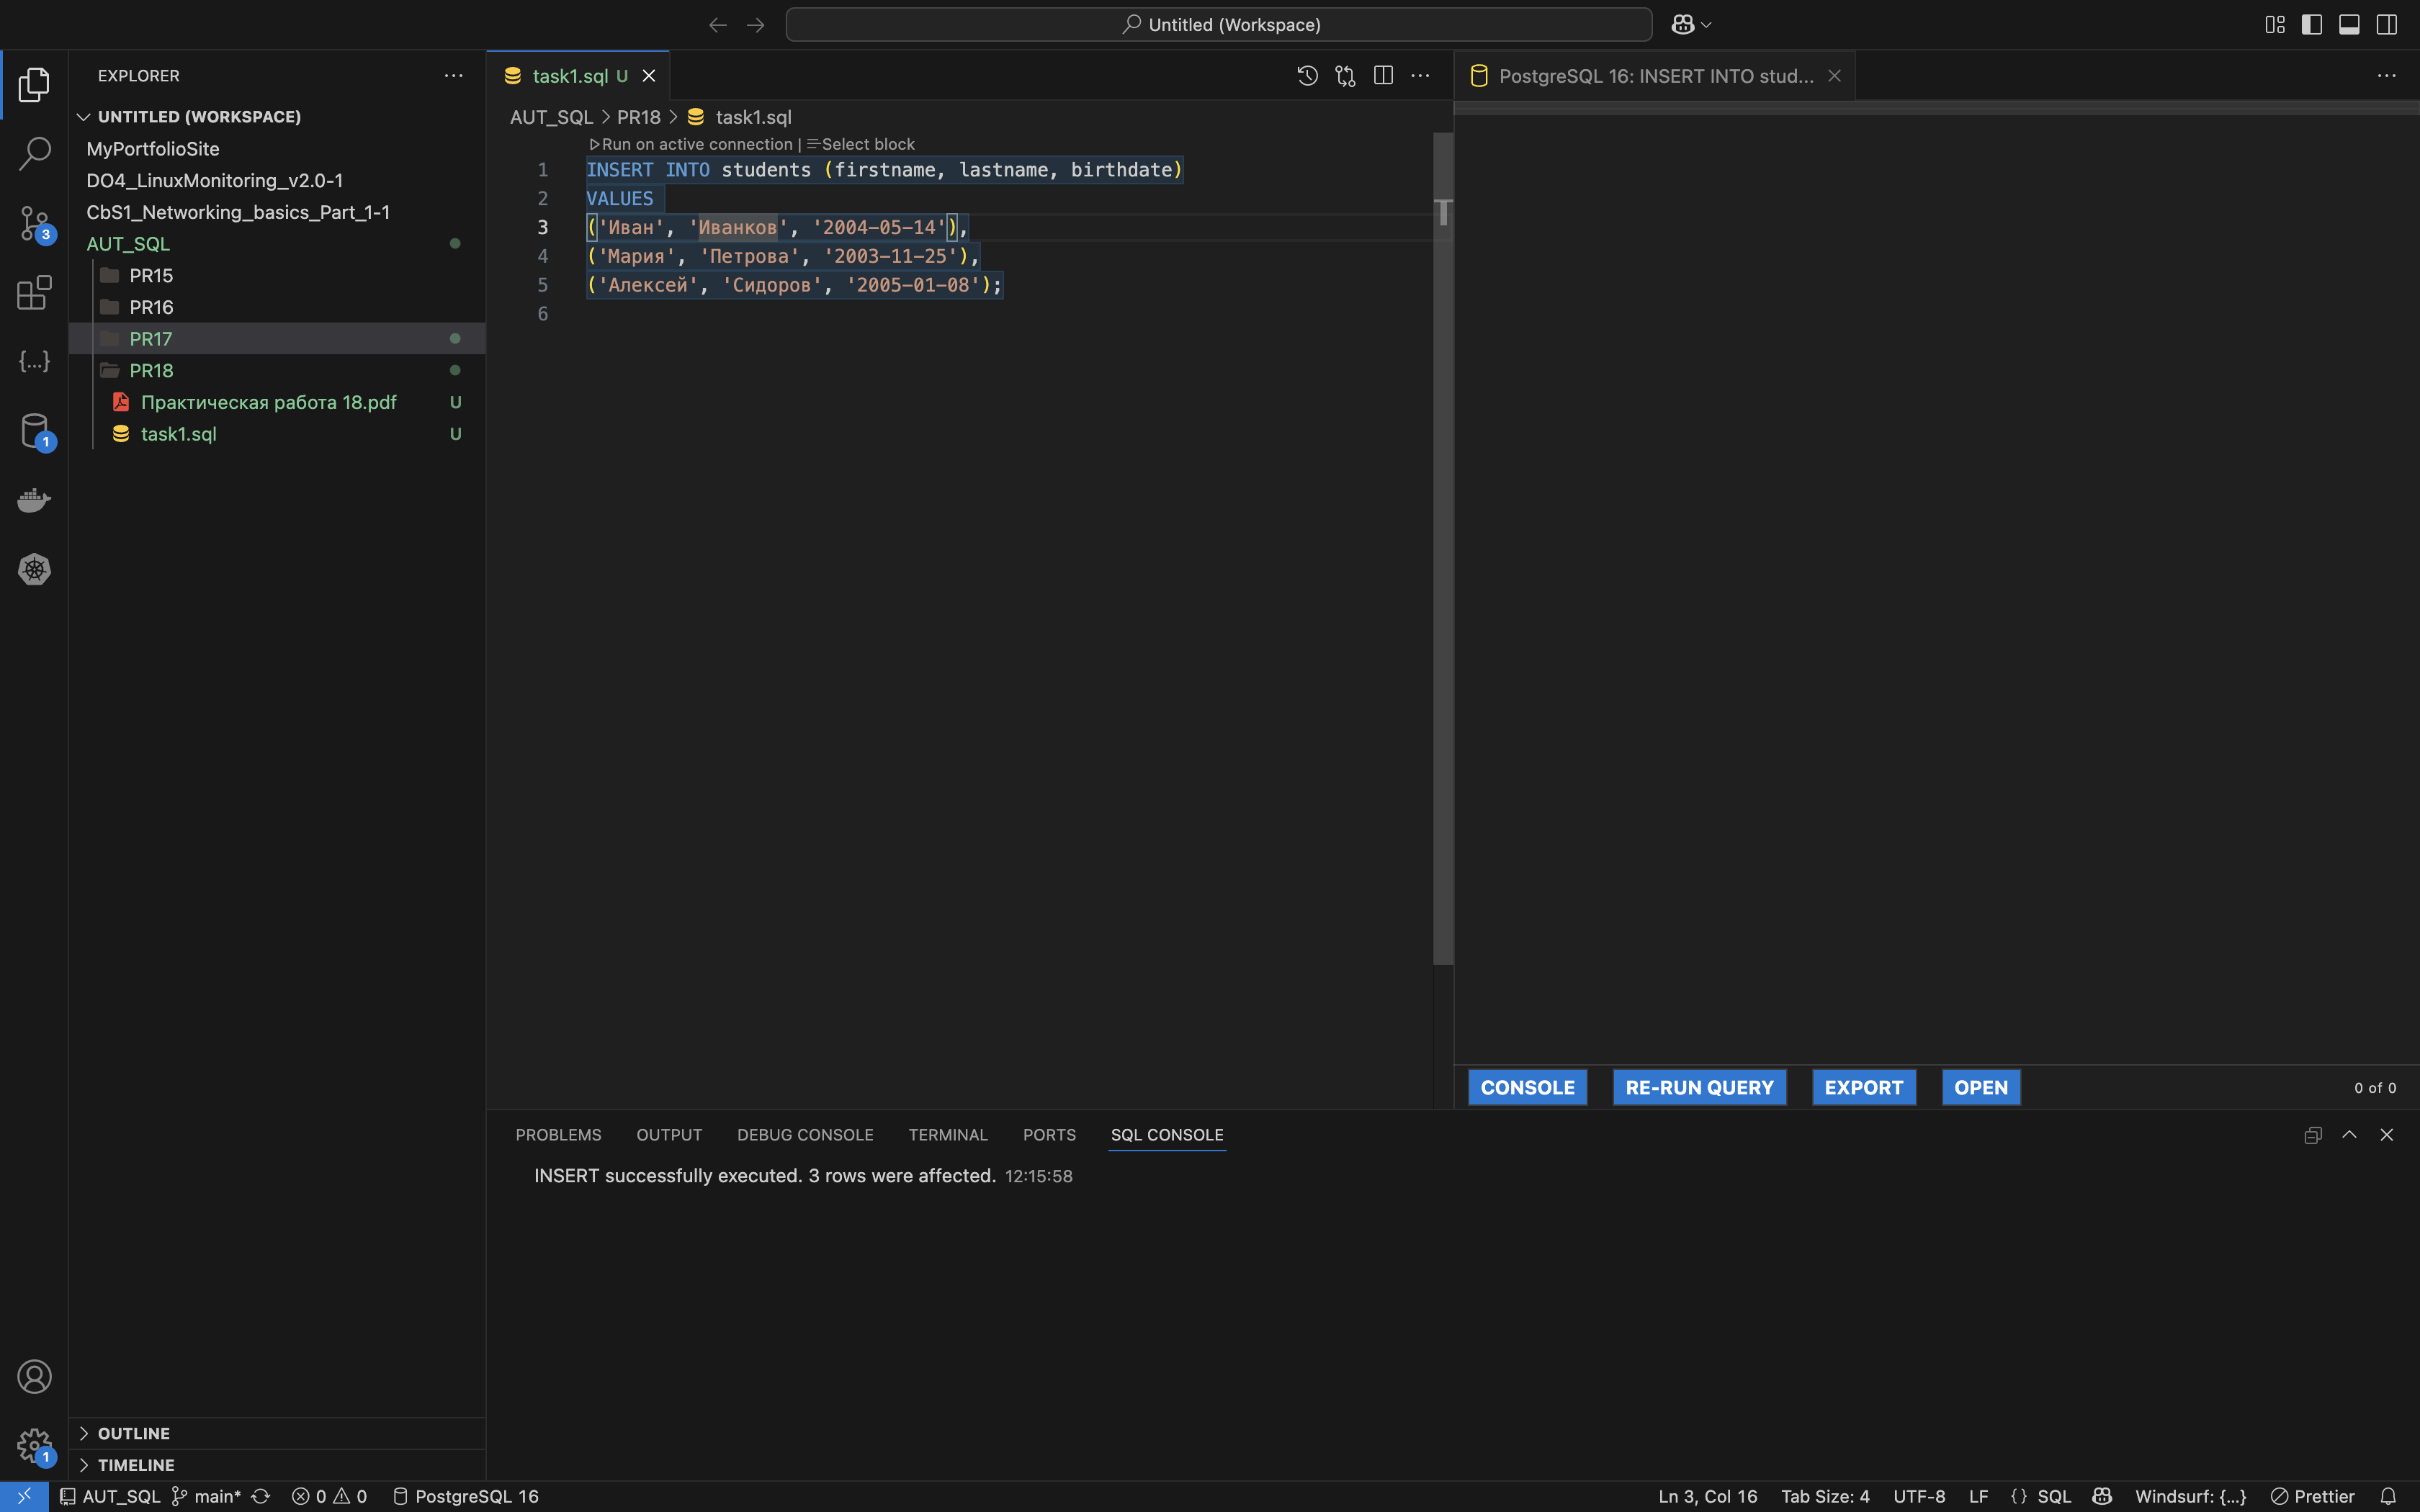 Untitled (Workspace)
EXPLORER
UNTITLED (WORKSPACE)
MyPortfolioSite
DO4_LinuxMonitoring_v2.0-1
CbS1_Networking_basics_Part_1-1
AUT_SQL
PR15
PR16
PR17
PR18
Практическая работа 18.pdf U
task1.sql U
3
1
OUTLINE
TIMELINE
1
task1.sql U
AUT_SQL > PR18 > task1.sql
Run on active connection | Select block
1 INSERT INTO students (firstname, lastname, birthdate)
2 VALUES
3 ('Иван', 'Иванков', '2004-05-14'),
4 ('Мария', 'Петрова', '2003-11-25'),
5 ('Алексей', 'Сидоров', '2005-01-08');
6
PostgreSQL 16: INSERT INTO stud...
CONSOLE RE-RUN QUERY EXPORT OPEN 0 of 0
PROBLEMS OUTPUT DEBUG CONSOLE TERMINAL PORTS SQL CONSOLE
INSERT successfully executed. 3 rows were affected. 12:15:58
AUT_SQL main* 0 0 PostgreSQL 16 Ln 3, Col 16 Tab Size: 4 UTF-8 LF {} SQL Windsurf: {...} Prettier